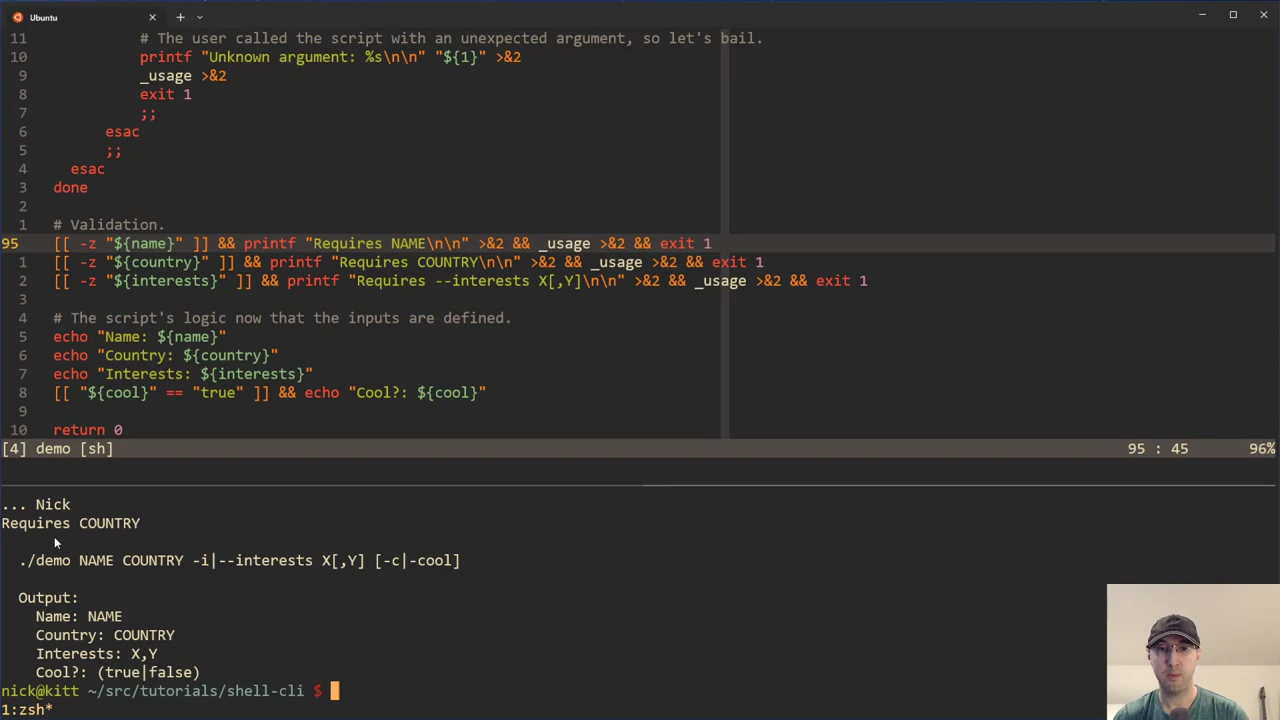 Ubuntu
11 # The user called the script with an unexpected argument, so let's bail.
10 printf "Unknown argument: %s\n\n" "${1}" >&2
9 _usage >&2
8 exit 1
7 ;;
6 esac
5 ;;
4 esac
3 done
2
1 # Validation.
95 [[ -z "${name}" ]] && printf "Requires NAME\n\n" >&2 && _usage >&2 && exit 1
1 [[ -z "${country}" ]] && printf "Requires COUNTRY\n\n" >&2 && _usage >&2 && exit 1
2 [[ -z "${interests}" ]] && printf "Requires --interests X[,Y]\n\n" >&2 && _usage >&2 && exit 1
3
4 # The script's logic now that the inputs are defined.
5 echo "Name: ${name}"
6 echo "Country: ${country}"
7 echo "Interests: ${interests}"
8 [[ "${cool}" == "true" ]] && echo "Cool?: ${cool}"
9
10 return 0
[4] demo [sh] 95 : 45 96%
... Nick
Requires COUNTRY
./demo NAME COUNTRY -i|--interests X[,Y] [-c|-cool]
Output:
Name: NAME
Country: COUNTRY
Interests: X,Y
Cool?: (true|false)
nick@kitt ~/src/tutorials/shell-cli $
1:zsh*